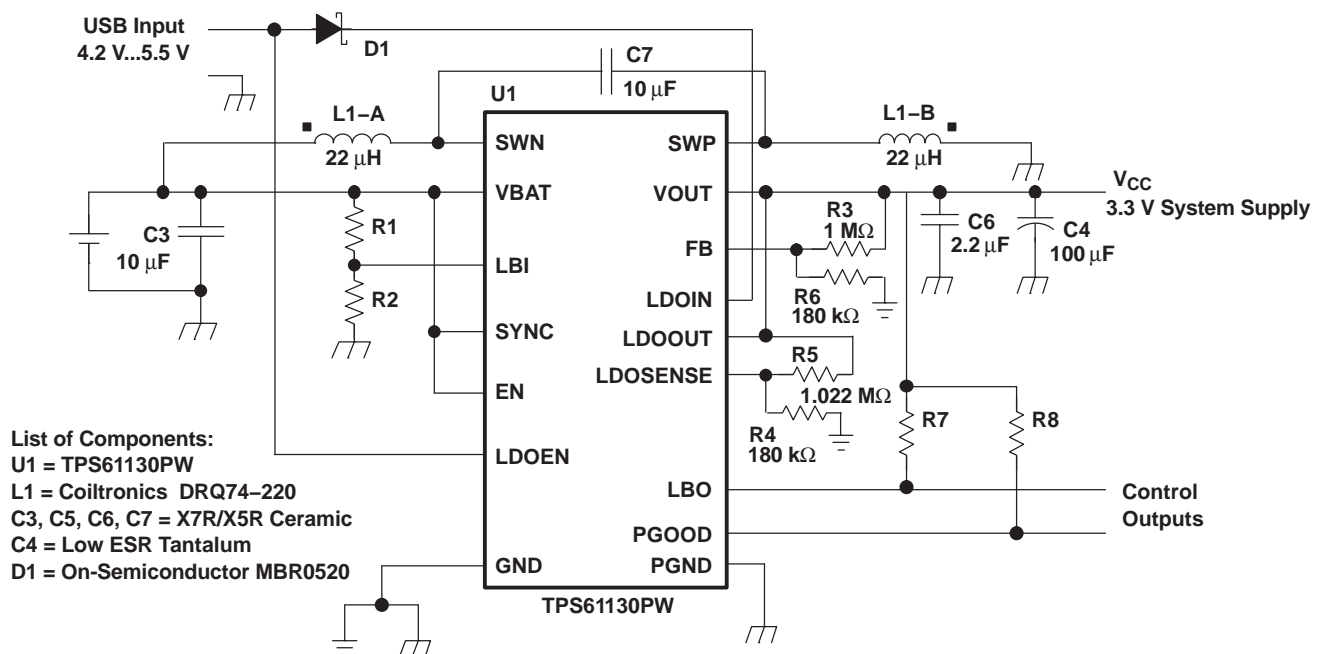 USB Input
4.2 V...5.5 V
D1
C7
10 μF
U1
L1−A
22 μH
L1−B
22 μH
SWN
SWP
VBAT
VOUT
VCC
3.3 V System Supply
C3
10 μF
R1
R2
LBI
FB
R3
1 MΩ
C6
2.2 μF
C4
100 μF
LDOIN
R6
180 kΩ
SYNC
LDOOUT
R5
1.022 MΩ
LDOSENSE
EN
R4
180 kΩ
R7
R8
List of Components:
U1 = TPS61130PW
L1 = Coiltronics DRQ74−220
C3, C5, C6, C7 = X7R/X5R Ceramic
C4 = Low ESR Tantalum
D1 = On-Semiconductor MBR0520
LDOEN
LBO
Control
Outputs
PGOOD
GND
PGND
TPS61130PW